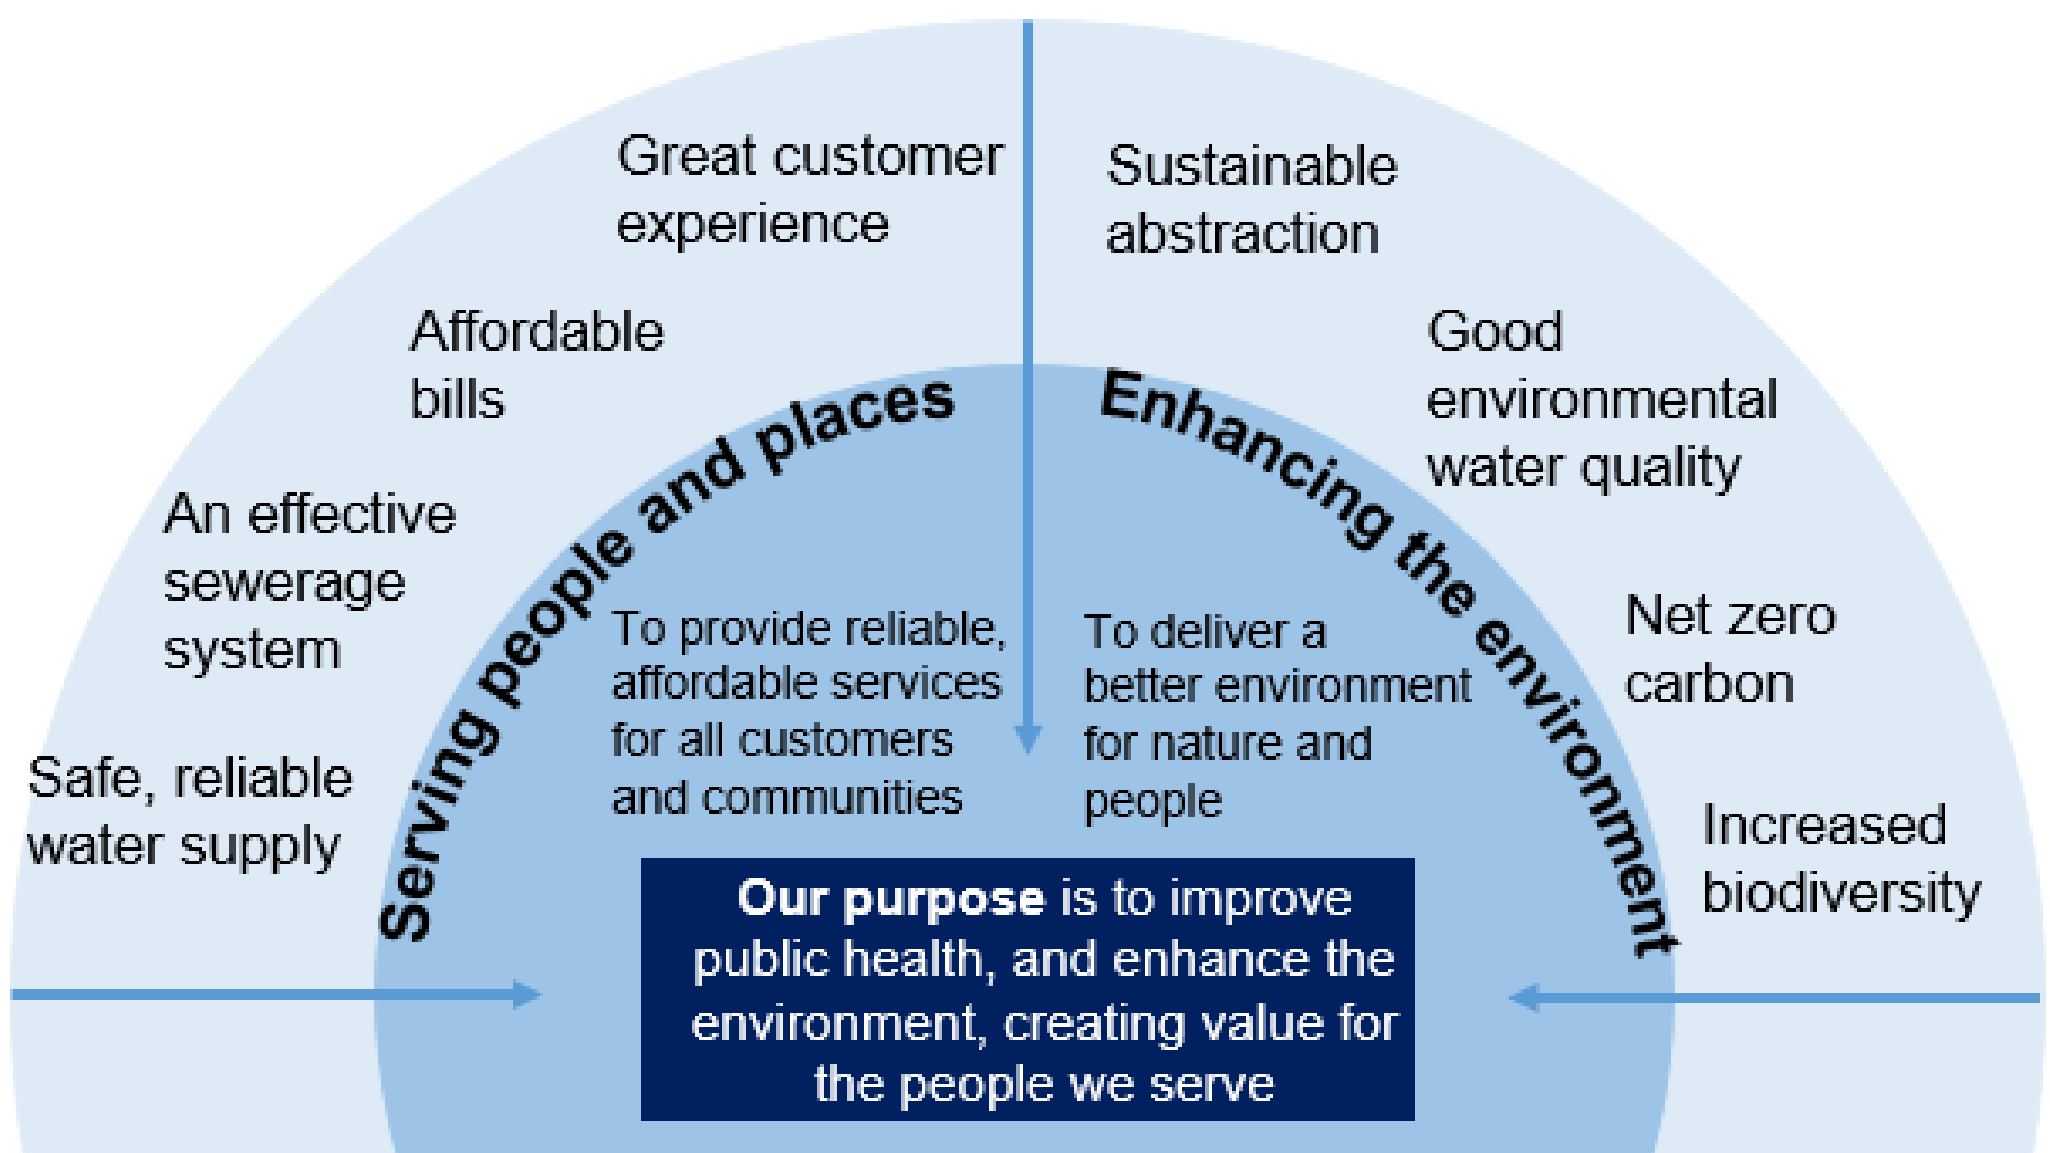 Great customer
experience
Affordable
bills
An effective
sewerage
system
Safe, reliable
water supply
Sustainable
abstraction
Good
environmental
water quality
Net zero
carbon
Increased
biodiversity
Serving people and places
To provide reliable,
affordable services
for all customers
and communities
Enhancing the environment
To deliver a
better environment
for nature and
people
Our purpose is to improve
public health, and enhance the
environment, creating value for
the people we serve